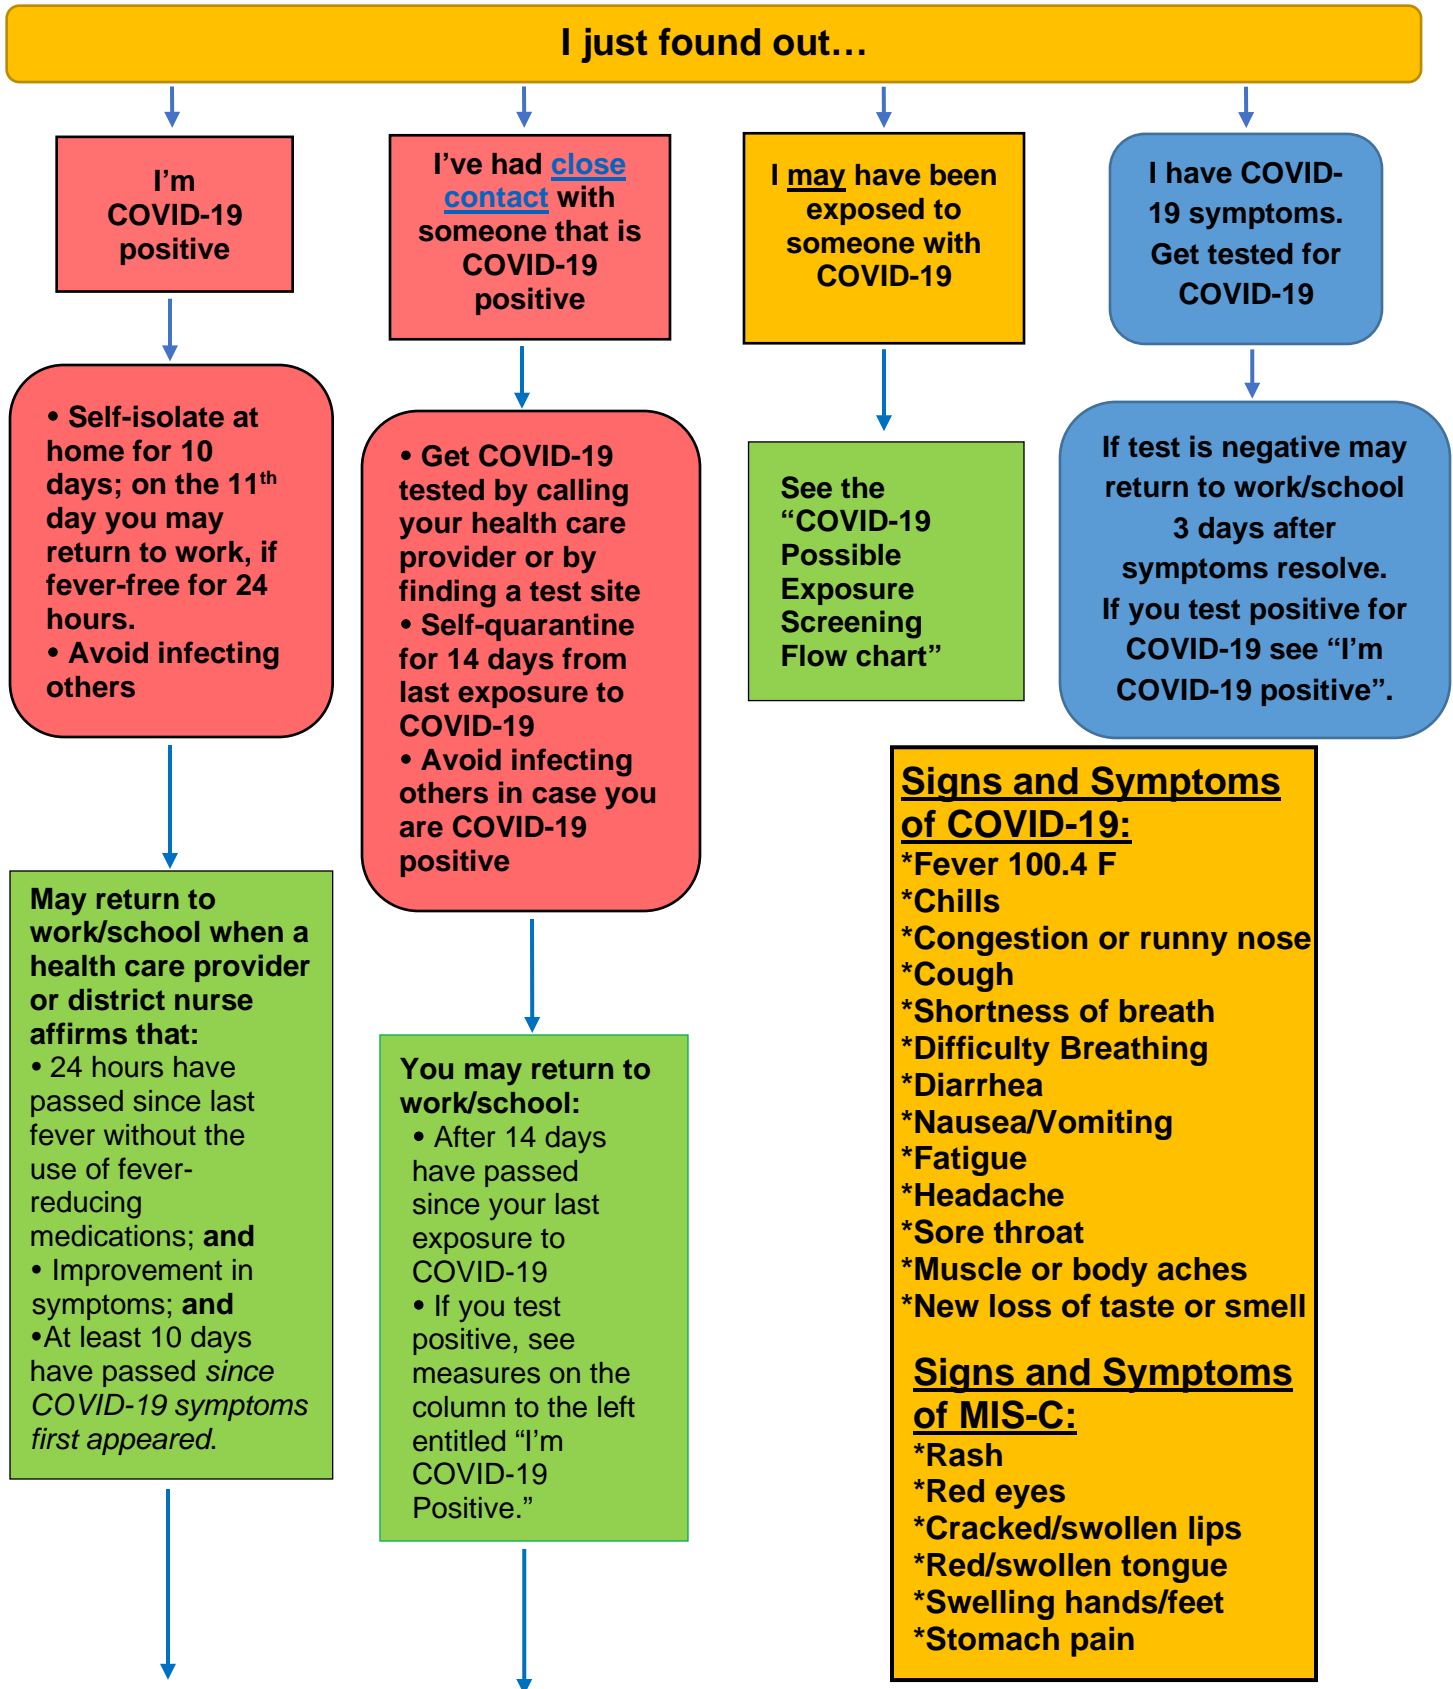 I just found out…
I’m
COVID-19
positive
I’ve had close
contact with
someone that is
COVID-19
positive
I may have been
exposed to
someone with
COVID-19
I have COVID-
19 symptoms.
Get tested for
COVID-19
• Self-isolate at
home for 10
days; on the 11th
day you may
return to work, if
fever-free for 24
hours.
• Avoid infecting
others
• Get COVID-19
tested by calling
your health care
provider or by
finding a test site
• Self-quarantine
for 14 days from
last exposure to
COVID-19
• Avoid infecting
others in case you
are COVID-19
positive
See the
“COVID-19
Possible
Exposure
Screening
Flow chart”
If test is negative may
return to work/school
3 days after
symptoms resolve.
If you test positive for
COVID-19 see “I’m
COVID-19 positive”.
May return to
work/school when a
health care provider
or district nurse
affirms that:
• 24 hours have
passed since last
fever without the
use of fever-
reducing
medications; and
• Improvement in
symptoms; and
•At least 10 days
have passed since
COVID-19 symptoms
first appeared.
You may return to
work/school:
• After 14 days
have passed
since your last
exposure to
COVID-19
• If you test
positive, see
measures on the
column to the left
entitled “I’m
COVID-19
Positive.”
Signs and Symptoms
of COVID-19:
*Fever 100.4 F
*Chills
*Congestion or runny nose
*Cough
*Shortness of breath
*Difficulty Breathing
*Diarrhea
*Nausea/Vomiting
*Fatigue
*Headache
*Sore throat
*Muscle or body aches
*New loss of taste or smell
Signs and Symptoms
of MIS-C:
*Rash
*Red eyes
*Cracked/swollen lips
*Red/swollen tongue
*Swelling hands/feet
*Stomach pain